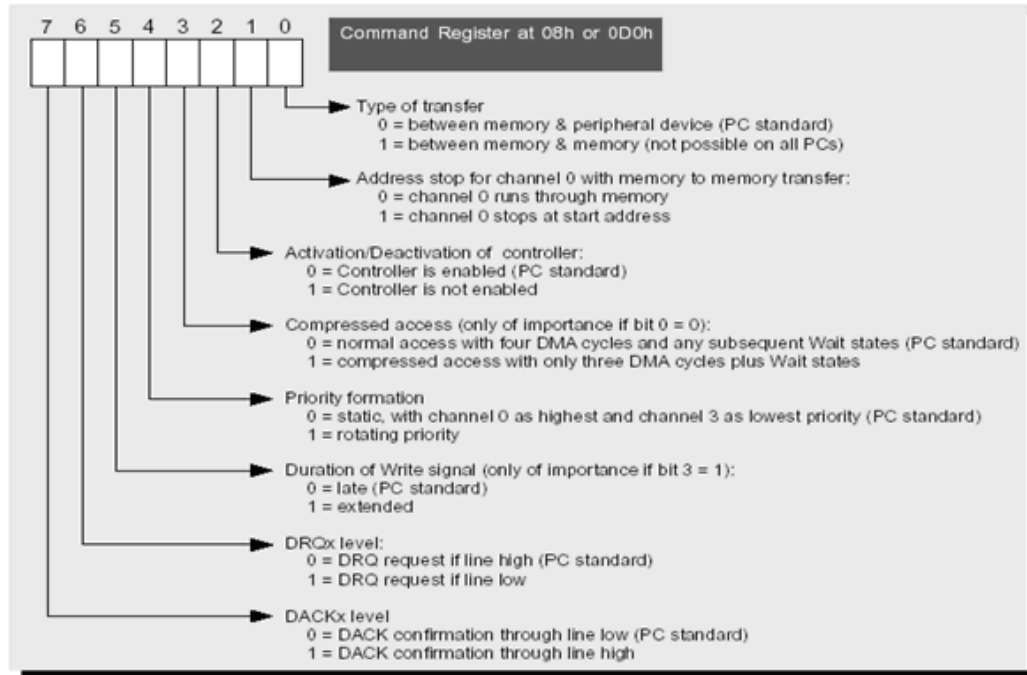 7 6 5 4 3 2 1 0
Command Register at 08h or 0D0h
Type of transfer
0 = between memory & peripheral device (PC standard)
1 = between memory & memory (not possible on all PCs)
Address stop for channel 0 with memory to memory transfer:
0 = channel 0 runs through memory
1 = channel 0 stops at start address
Activation/Deactivation of controller:
0 = Controller is enabled (PC standard)
1 = Controller is not enabled
Compressed access (only of importance if bit 0 = 0):
0 = normal access with four DMA cycles and any subsequent Wait states (PC standard)
1 = compressed access with only three DMA cycles plus Wait states
Priority formation
0 = static, with channel 0 as highest and channel 3 as lowest priority (PC standard)
1 = rotating priority
Duration of Write signal (only of importance if bit 3 = 1):
0 = late (PC standard)
1 = extended
DRQx level:
0 = DRQ request if line high (PC standard)
1 = DRQ request if line low
DACKx level
0 = DACK confirmation through line low (PC standard)
1 = DACK confirmation through line high